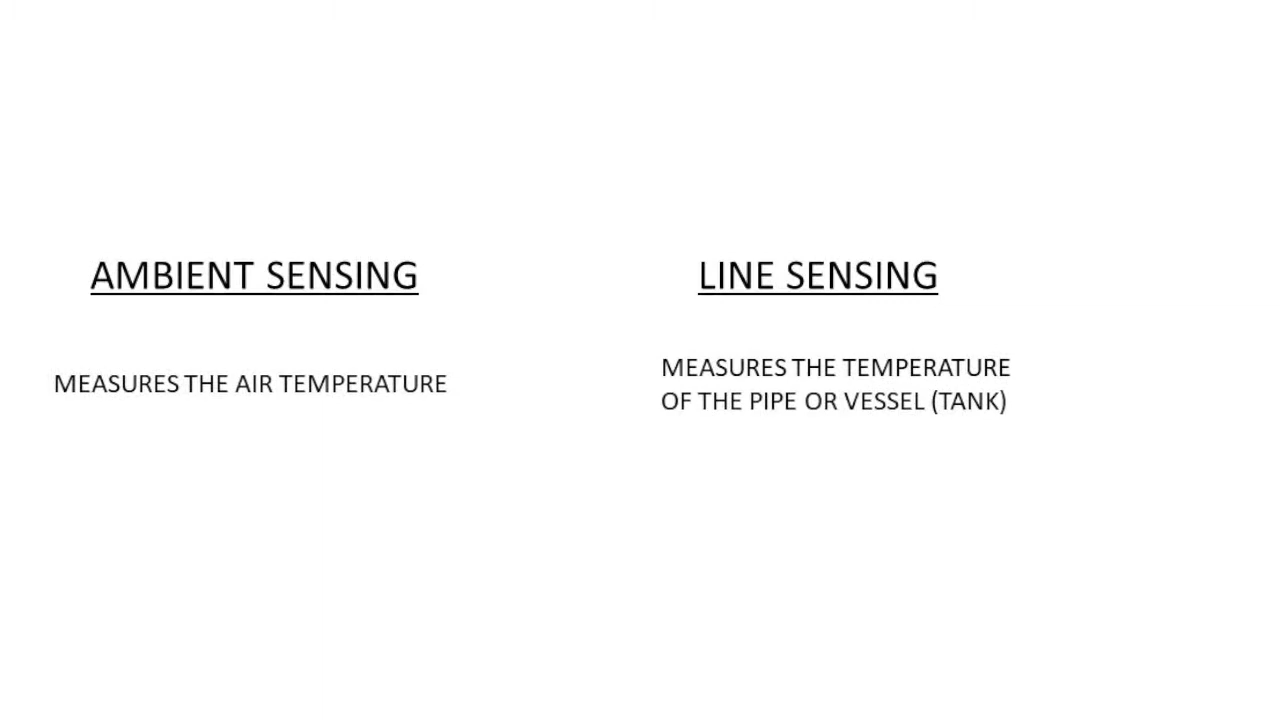 AMBIENT SENSING
MEASURES THE AIR TEMPERATURE
LINE SENSING
MEASURES THE TEMPERATURE
OF THE PIPE OR VESSEL (TANK)